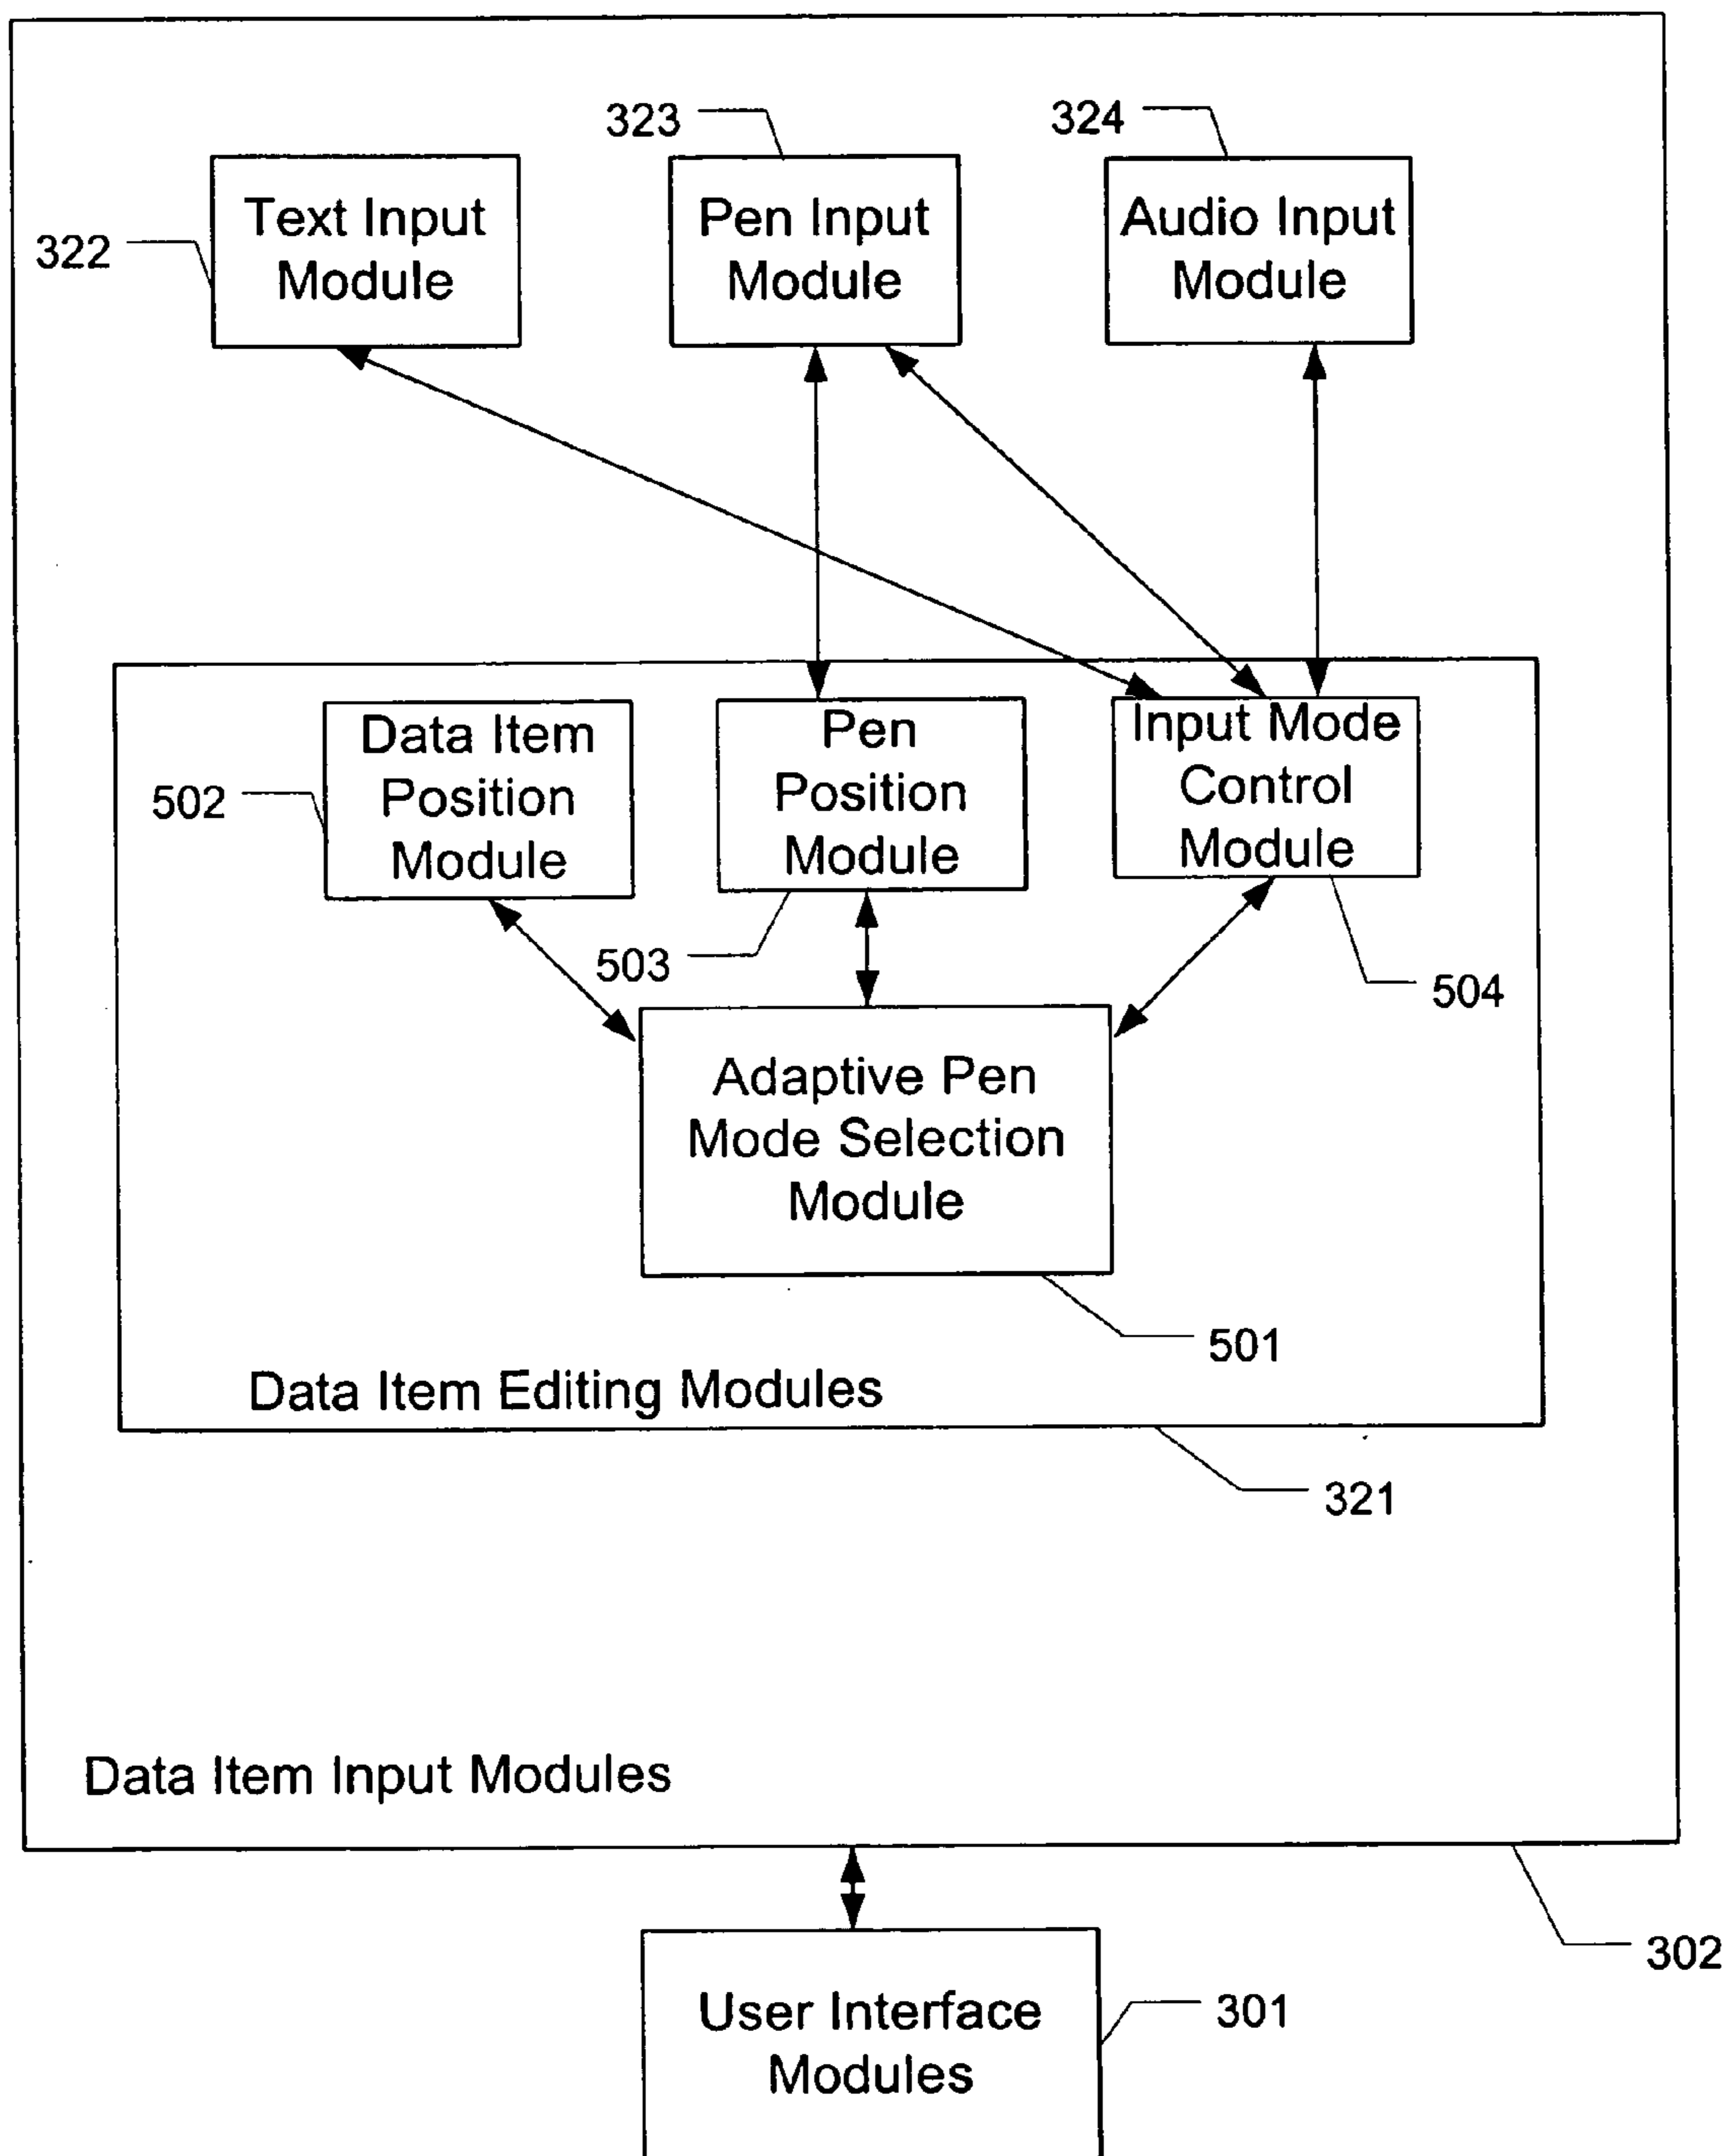 323
324
322
Text Input
Module
Pen Input
Module
Audio Input
Module
502
Data Item
Position
Module
Pen
Position
Module
Input Mode
Control
Module
503
504
Adaptive Pen
Mode Selection
Module
501
Data Item Editing Modules
321
Data Item Input Modules
302
User Interface
Modules
301